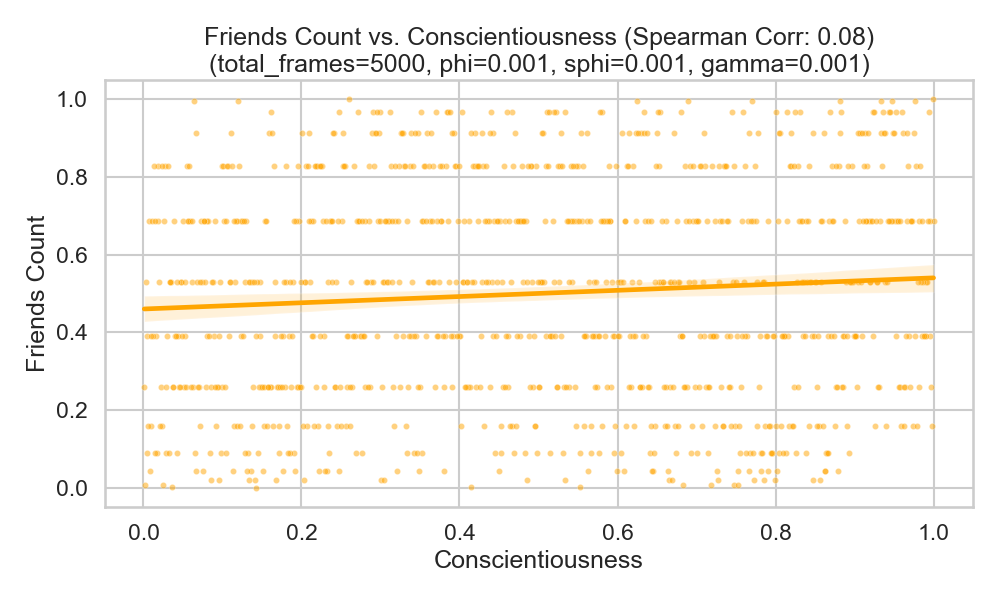 Friends Count vs. Conscientiousness (Spearman Corr: 0.08)
(total_frames=5000, phi=0.001, sphi=0.001, gamma=0.001)
1.0
0.8
0.6
0.4
0.2
0.0
Friends Count
0.0 0.2 0.4 0.6 0.8 1.0
Conscientiousness